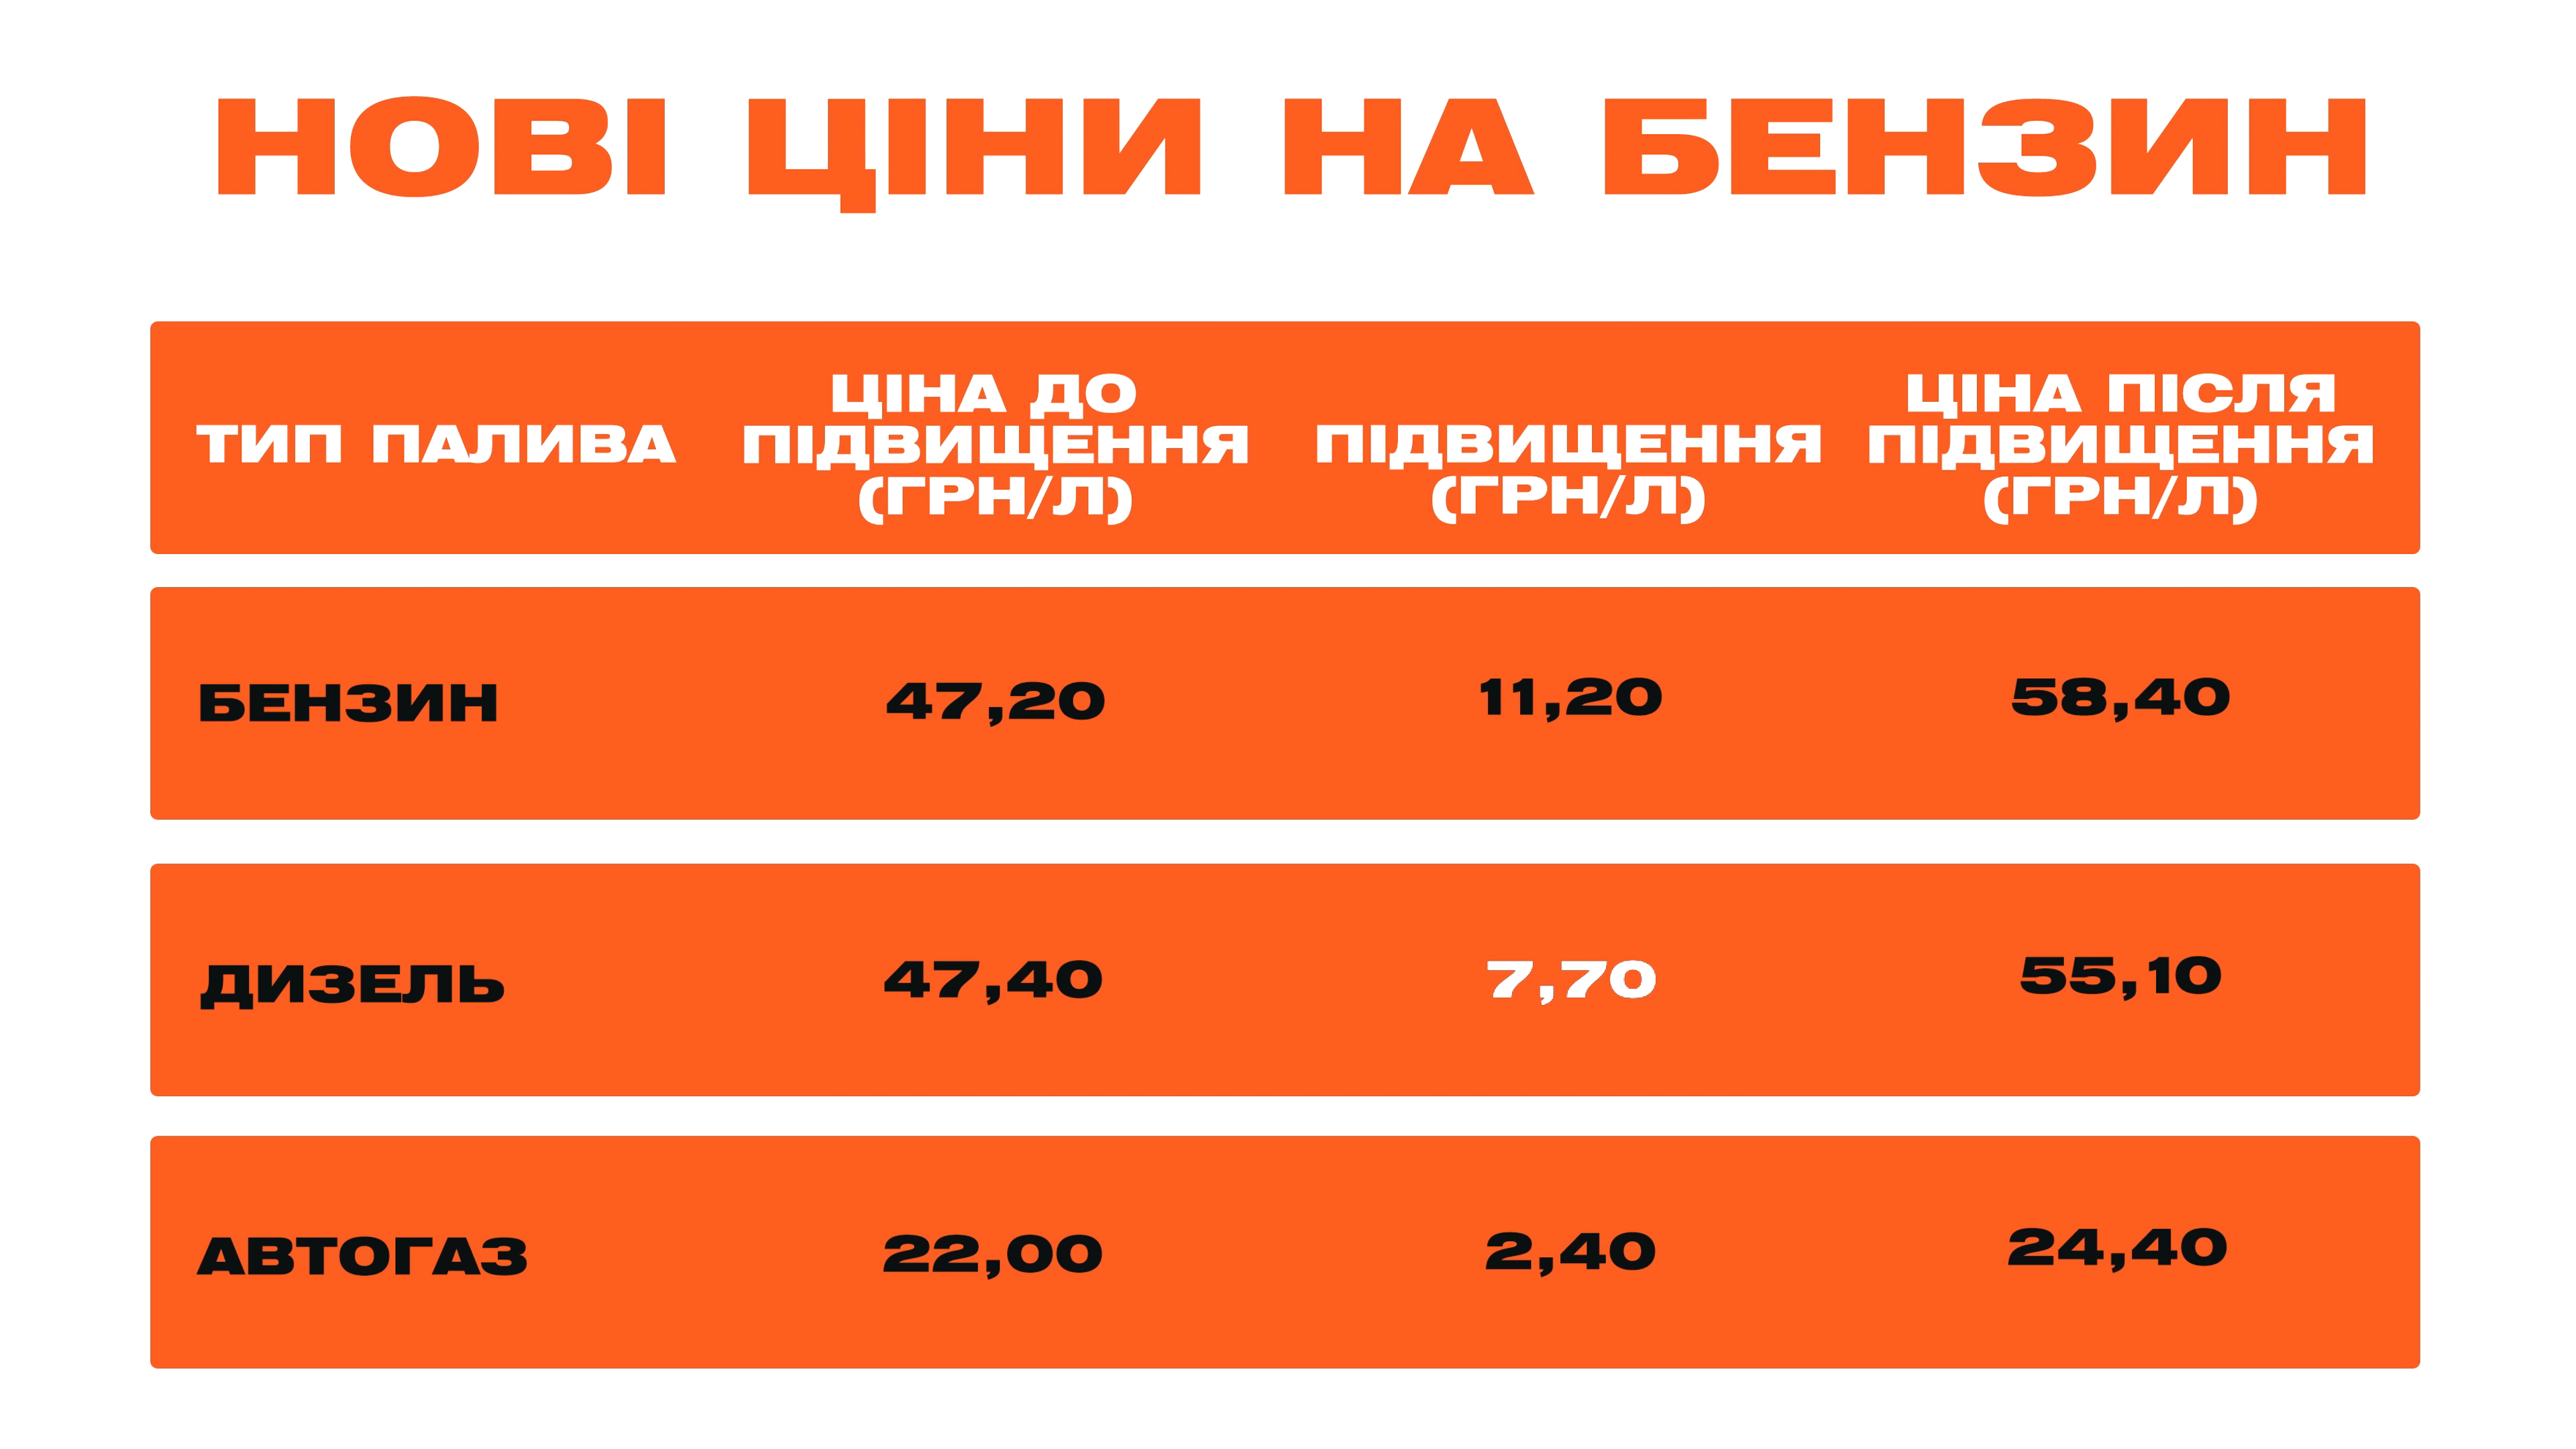 НОВІ ЦІНИ НА БЕНЗИН
ТИП ПАЛИВА
ЦІНА ДО
ПІДВИЩЕННЯ
(ГРН/Л)
ПІДВИЩЕННЯ
(ГРН/Л)
ЦІНА ПІСЛЯ
ПІДВИЩЕННЯ
(ГРН/Л)
БЕНЗИН 47,20 11,20 58,40
ДИЗЕЛЬ 47,40 7,70 55,10
АВТОГАЗ 22,00 2,40 24,40